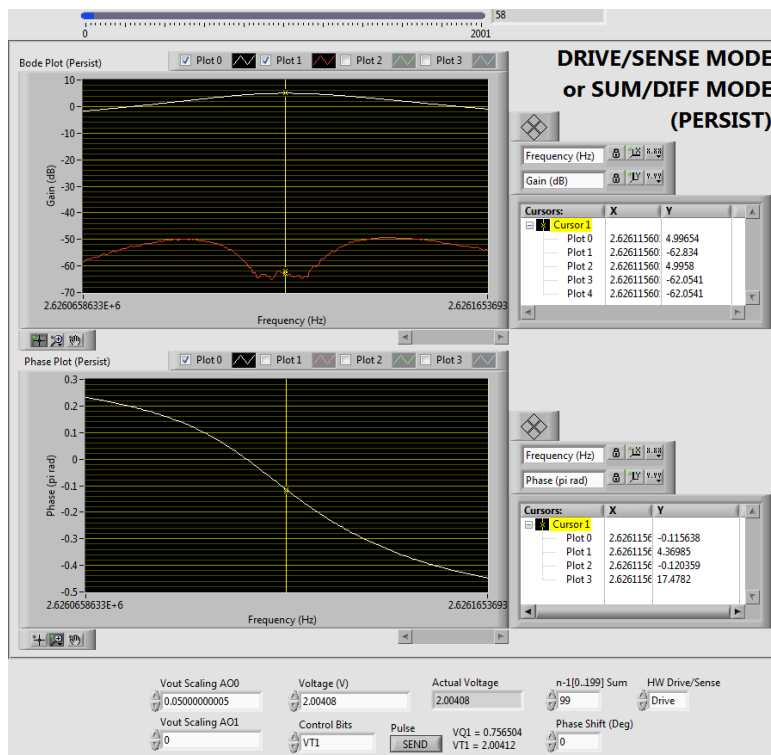 58
0
2001
Bode Plot (Persist)
Plot 0
Plot 1
Plot 2
Plot 3
DRIVE/SENSE MODE
or SUM/DIFF MODE
(PERSIST)
10
0
-10
-20
-30
-40
-50
-60
-70
Gain (dB)
2.6260658633E+6
2.6261653693
Frequency (Hz)
Frequency (Hz)
Gain (dB)
Cursors: X Y
Cursor 1
Plot 0 2.62611560 4.99654
Plot 1 2.62611560 -62.834
Plot 2 2.62611560 4.9958
Plot 3 2.62611560 -62.0541
Plot 4 2.62611560 -62.0541
Phase Plot (Persist)
Plot 0
Plot 1
Plot 2
Plot 3
0.3
0.2
0.1
0
-0.1
-0.2
-0.3
-0.4
-0.5
Phase (pi rad)
2.6260658633E+6
2.6261653693
Frequency (Hz)
Frequency (Hz)
Phase (pi rad)
Cursors: X Y
Cursor 1
Plot 0 2.6261156 -0.115638
Plot 1 2.6261156 4.36985
Plot 2 2.6261156 -0.120359
Plot 3 2.6261156 17.4782
Vout Scaling AO0
0.05000000005
Voltage (V)
2.00408
Actual Voltage
2.00408
n-1[0..199] Sum
99
HW Drive/Sense
Drive
Vout Scaling AO1
0
Control Bits
VT1
Pulse
SEND
VQ1 = 0.756504
VT1 = 2.00412
Phase Shift (Deg)
0